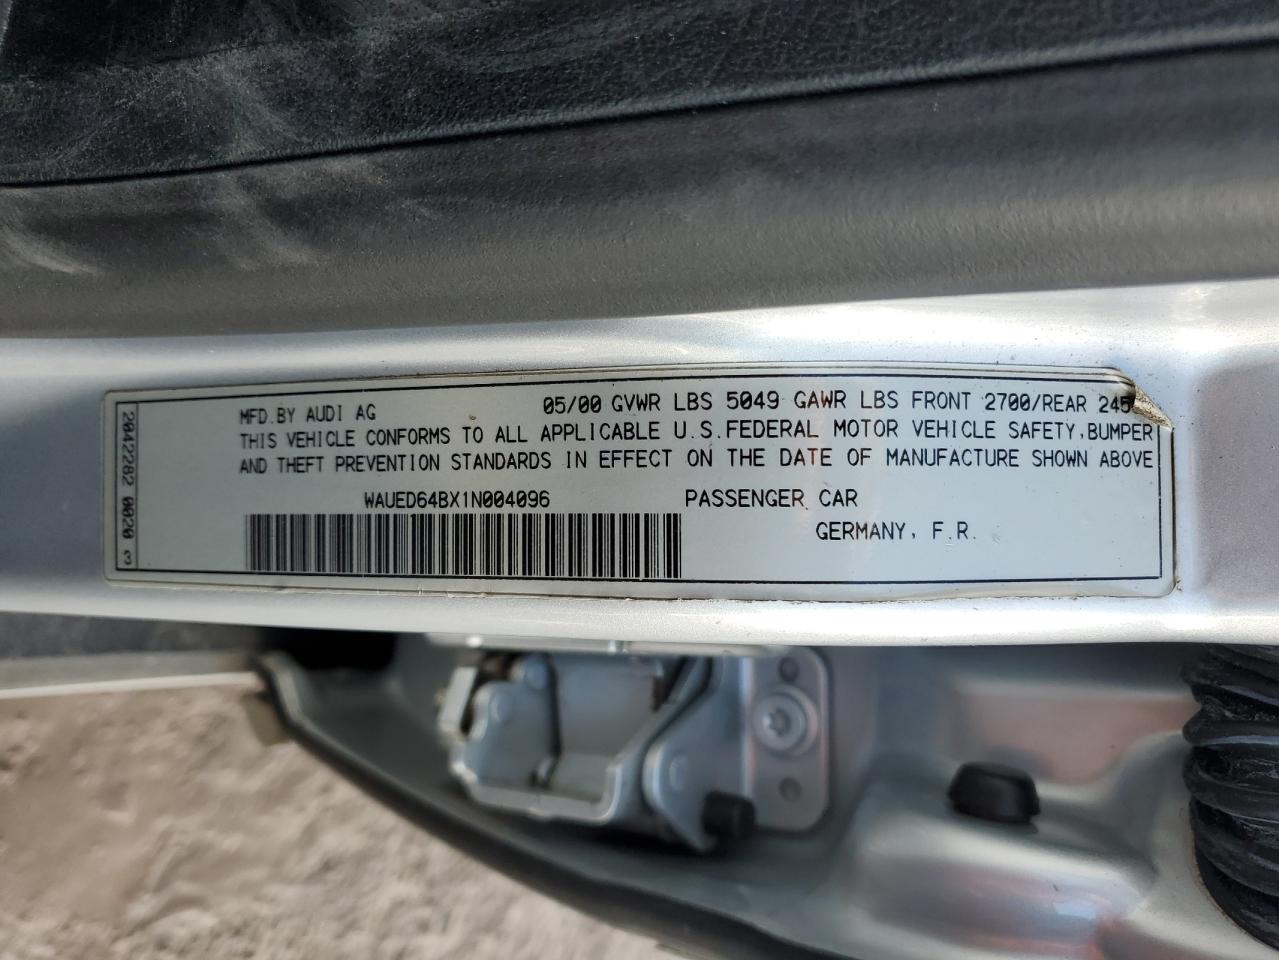 MFD.BY AUDI AG 05/00 GVWR LBS 5049 GAWR LBS FRONT 2700/REAR
THIS VEHICLE CONFORMS TO ALL APPLICABLE U.S.FEDERAL MOTOR VEHICLE SAFETY,BUMPER
AND THEFT PREVENTION STANDARDS IN EFFECT ON THE DATE OF MANUFACTURE SHOWN ABOVE
WAUED64BX1N004096 PASSENGER CAR
GERMANY, F.R.
20422282 0020 3